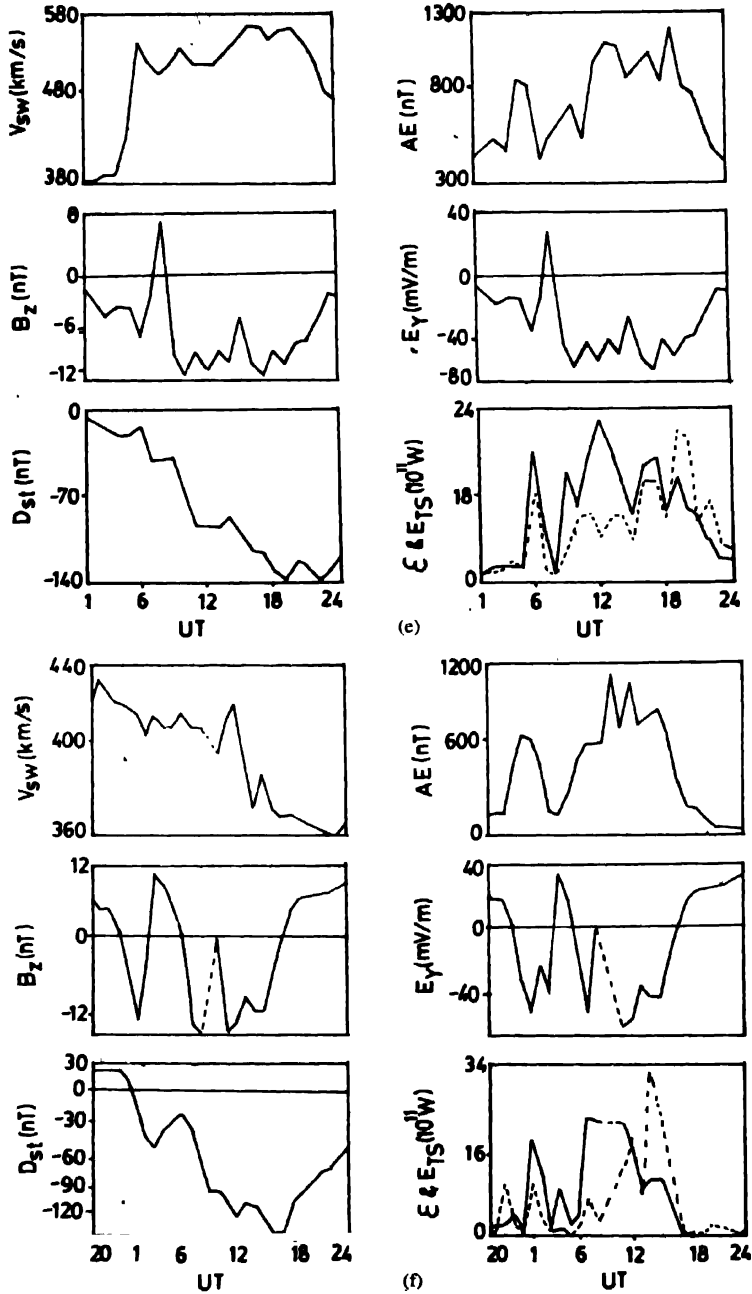 580
480
380
V_SW (km/s)
1300
800
300
AE (nT)
8
0
-6
-12
B_Z (nT)
40
0
-40
-80
E_Y (mV/m)
0
-70
-140
D_St (nT)
1 6 12 18 24
UT
24
18
0
ε & E_TS (10^11 W)
1 6 12 18 24
UT
(e)
440
400
360
V_SW (km/s)
1200
600
0
AE (nT)
12
0
-12
B_Z (nT)
40
0
-40
E_Y (mV/m)
30
0
-30
-60
-90
-120
D_St (nT)
20 1 6 12 18 24
UT
34
16
0
ε & E_TS (10^11 W)
20 1 6 12 18 24
UT
(f)